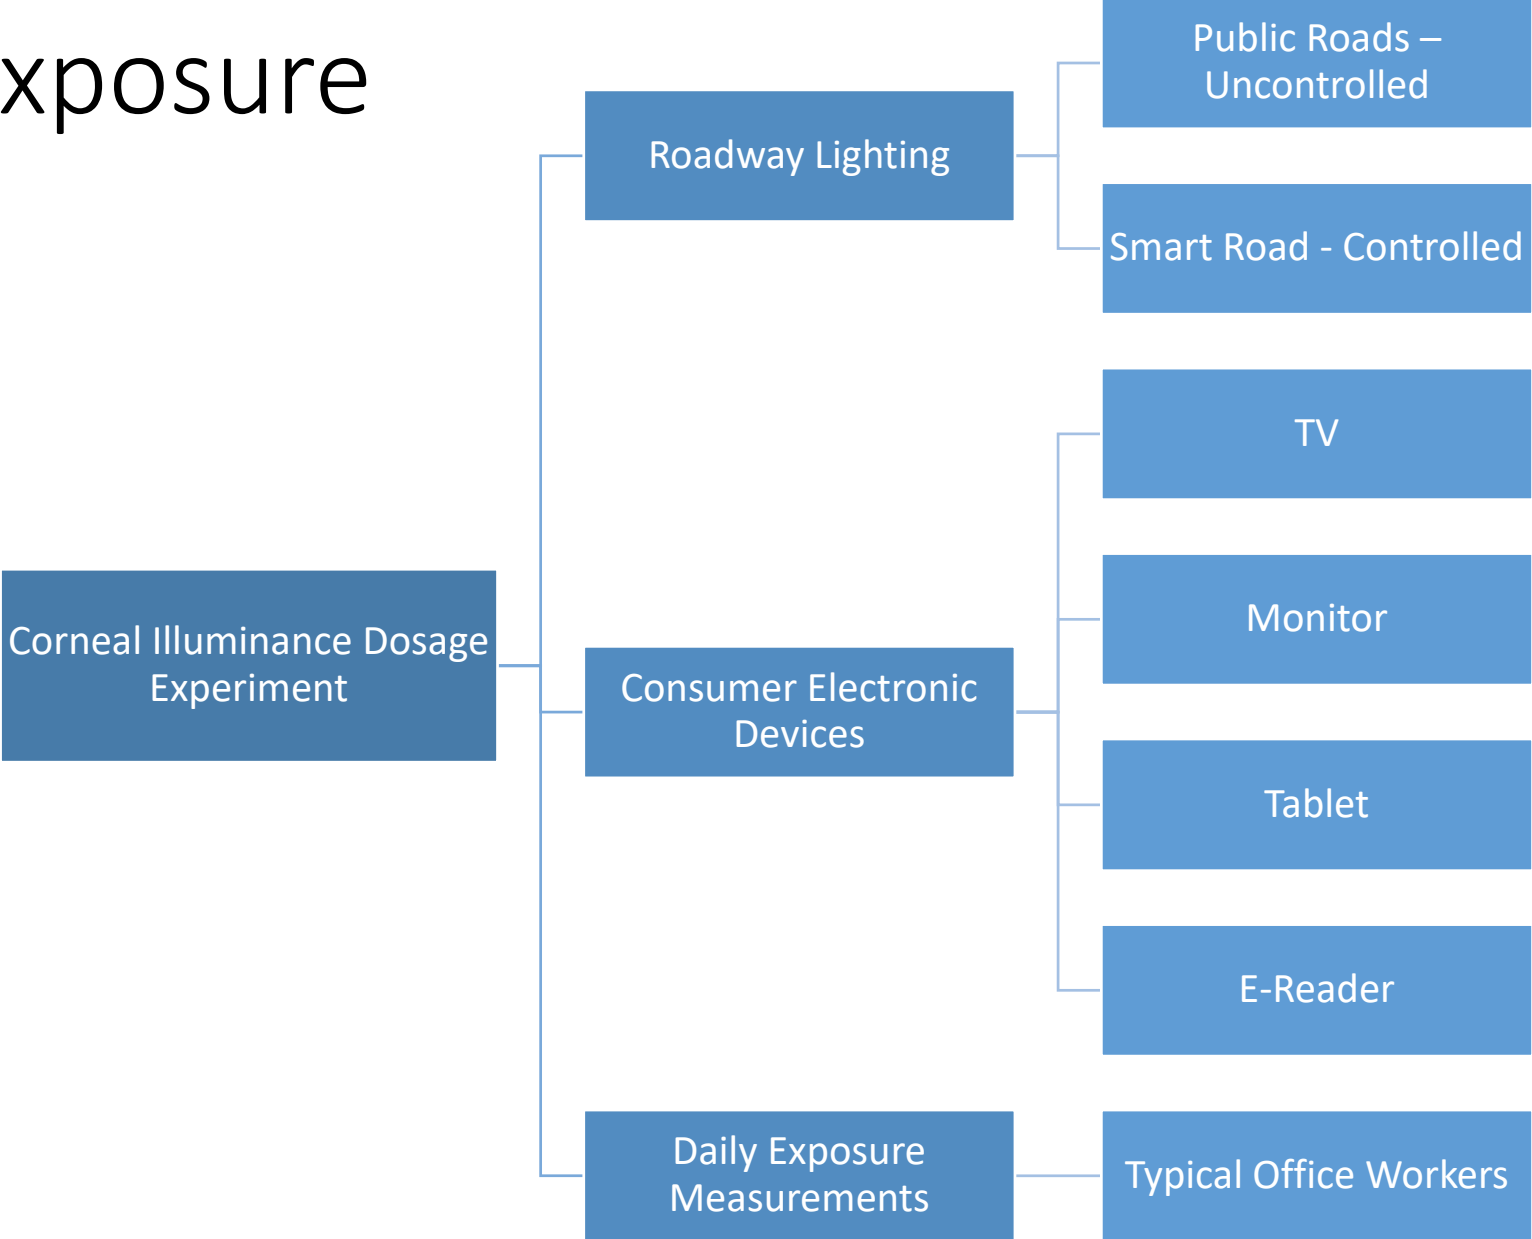 xposure
Public Roads –
Uncontrolled
Roadway Lighting
Smart Road - Controlled
TV
Monitor
Corneal Illuminance Dosage
Experiment
Consumer Electronic
Devices
Tablet
E-Reader
Daily Exposure
Measurements
Typical Office Workers